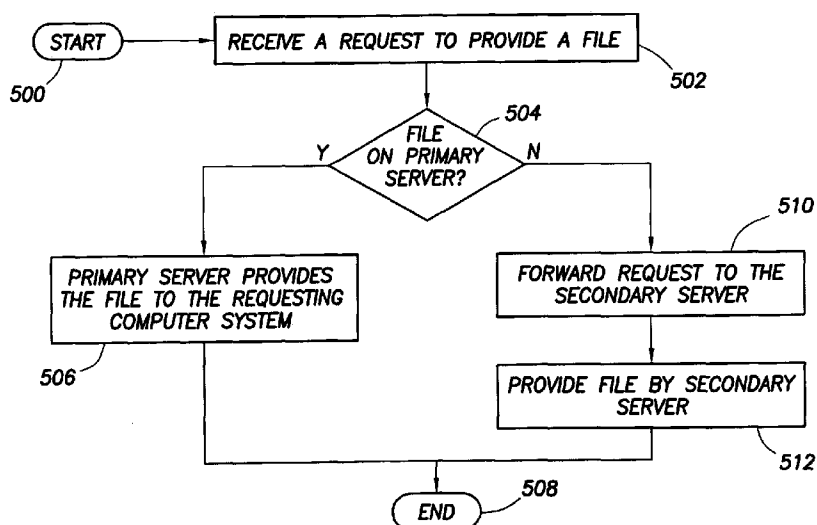 START
500
RECEIVE A REQUEST TO PROVIDE A FILE
502
504
FILE
ON PRIMARY
SERVER?
Y
N
510
PRIMARY SERVER PROVIDES
THE FILE TO THE REQUESTING
COMPUTER SYSTEM
506
FORWARD REQUEST TO THE
SECONDARY SERVER
PROVIDE FILE BY SECONDARY
SERVER
512
508
END